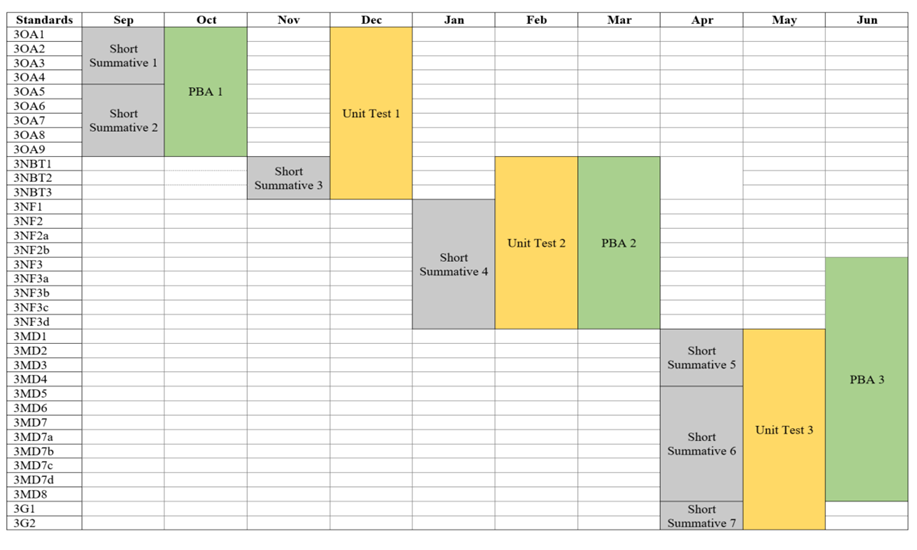 Standards Sep Oct Nov Dec Jan Feb Mar Apr May Jun
3OA1
3OA2
3OA3
3OA4
Short
Summative 1
3OA5
3OA6
3OA7
3OA8
3OA9
Short
Summative 2
PBA 1
Unit Test 1
3NBT1
3NBT2
3NBT3
Short
Summative 3
3NF1
3NF2
3NF2a
3NF2b
3NF3
3NF3a
3NF3b
3NF3c
3NF3d
Short
Summative 4
Unit Test 2
PBA 2
3MD1
3MD2
3MD3
3MD4
Short
Summative 5
3MD5
3MD6
3MD7
3MD7a
3MD7b
3MD7c
3MD7d
3MD8
Short
Summative 6
Unit Test 3
PBA 3
3G1
3G2
Short
Summative 7